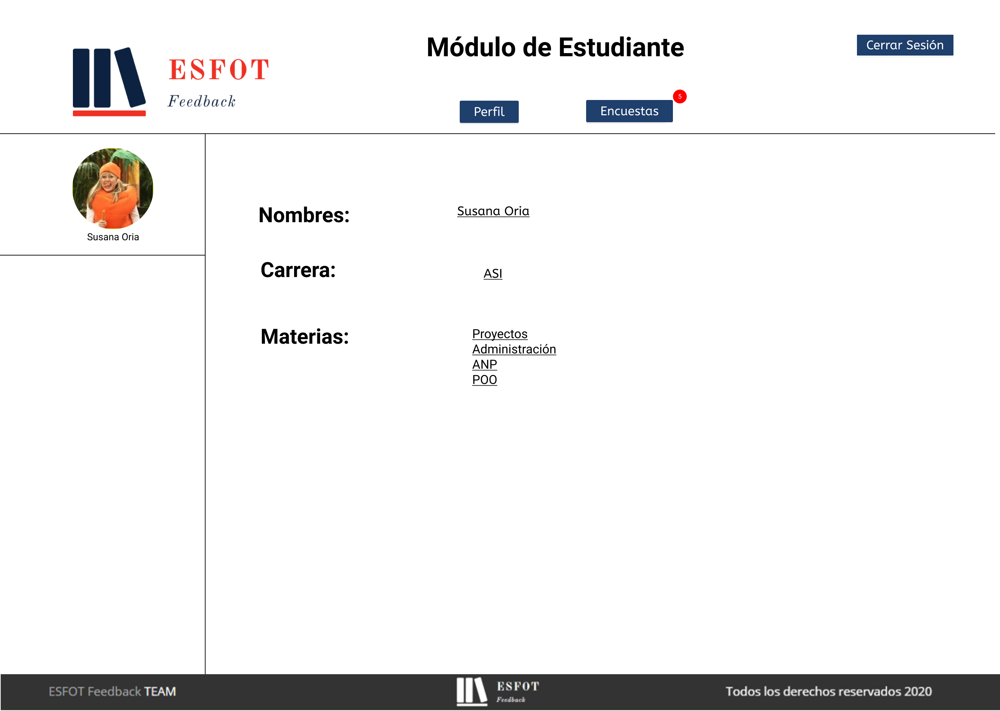 Módulo de Estudiante
Cerrar Sesión
ESFOT
Feedback
5
Perfil
Encuestas
Susana Oria
Nombres:
Susana Oria
Carrera:
ASI
Materias:
Proyectos
Administración
ANP
POO
ESFOT Feedback TEAM
ESFOT
Feedback
Todos los derechos reservados 2020